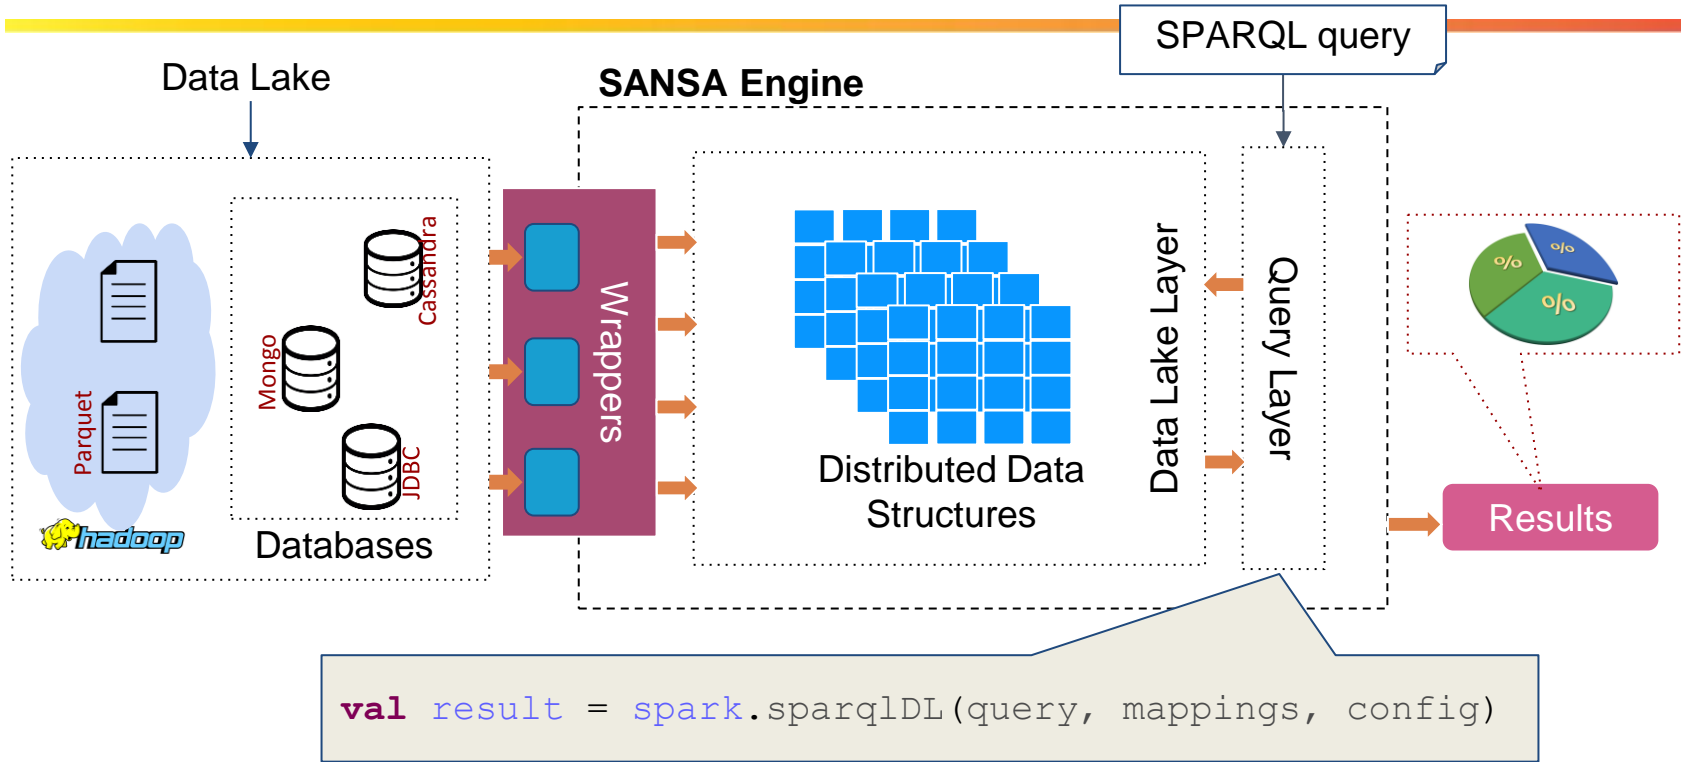 SPARQL query
Data Lake
SANSA Engine
Cassandra
Mongo
Parquet
JDBC
hadoop
Databases
Wrappers
Distributed Data
Structures
Data Lake Layer
Query Layer
%
%
%
Results
val result = spark.sparqlDL(query, mappings, config)